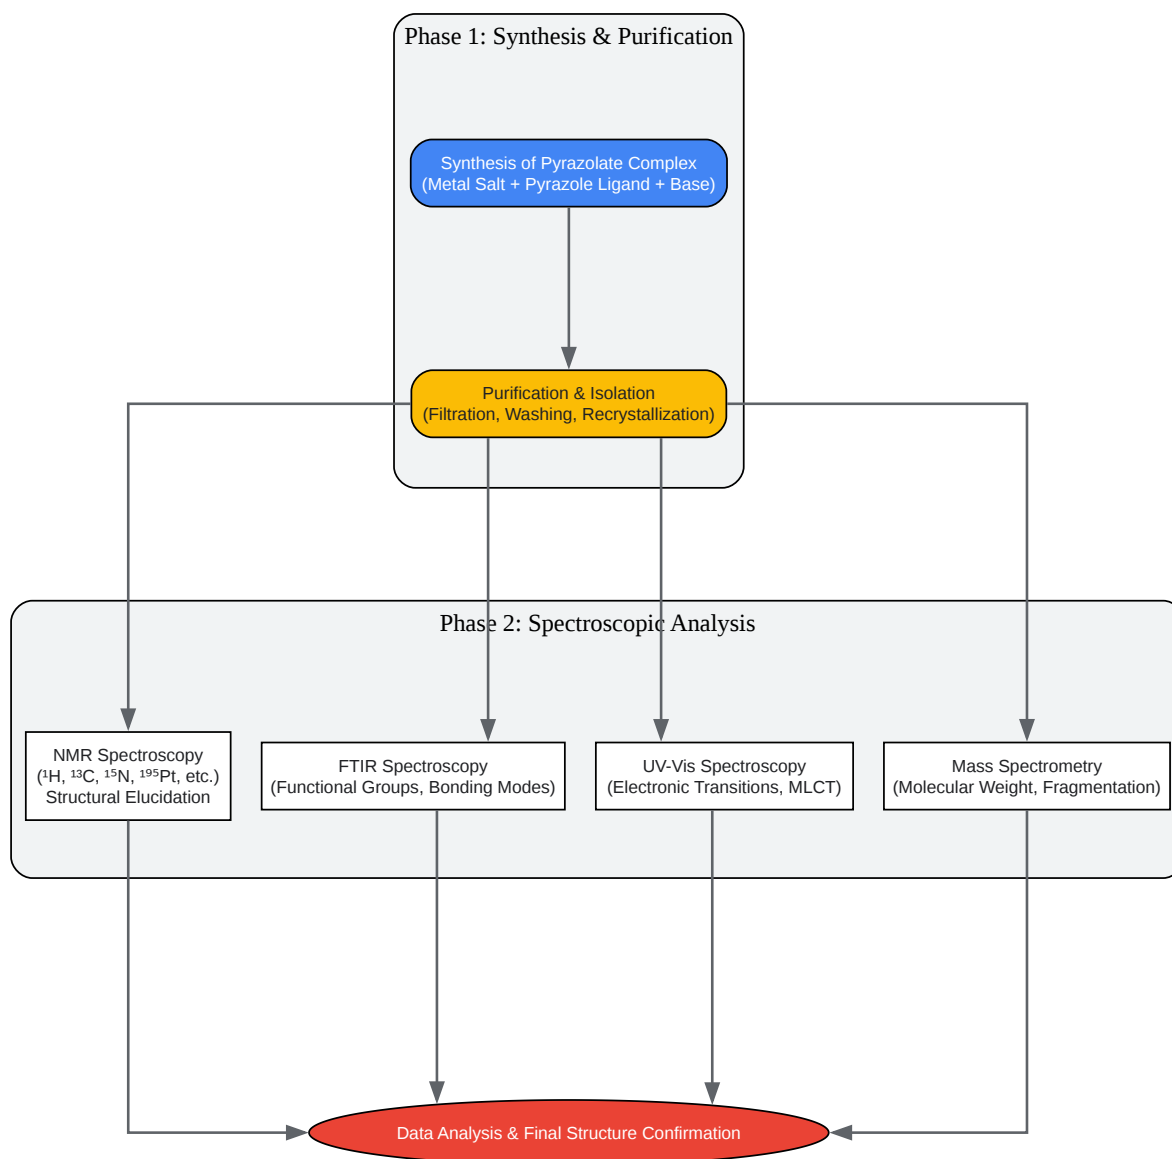 Phase 1: Synthesis & Purification
Synthesis of Pyrazolate Complex
(Metal Salt + Pyrazole Ligand + Base)
Purification & Isolation
(Filtration, Washing, Recrystallization)
Phase 2: Spectroscopic Analysis
NMR Spectroscopy
(¹H, ¹³C, ¹⁵N, ¹⁹⁵Pt, etc.)
Structural Elucidation
FTIR Spectroscopy
(Functional Groups, Bonding Modes)
UV-Vis Spectroscopy
(Electronic Transitions, MLCT)
Mass Spectrometry
(Molecular Weight, Fragmentation)
Data Analysis & Final Structure Confirmation